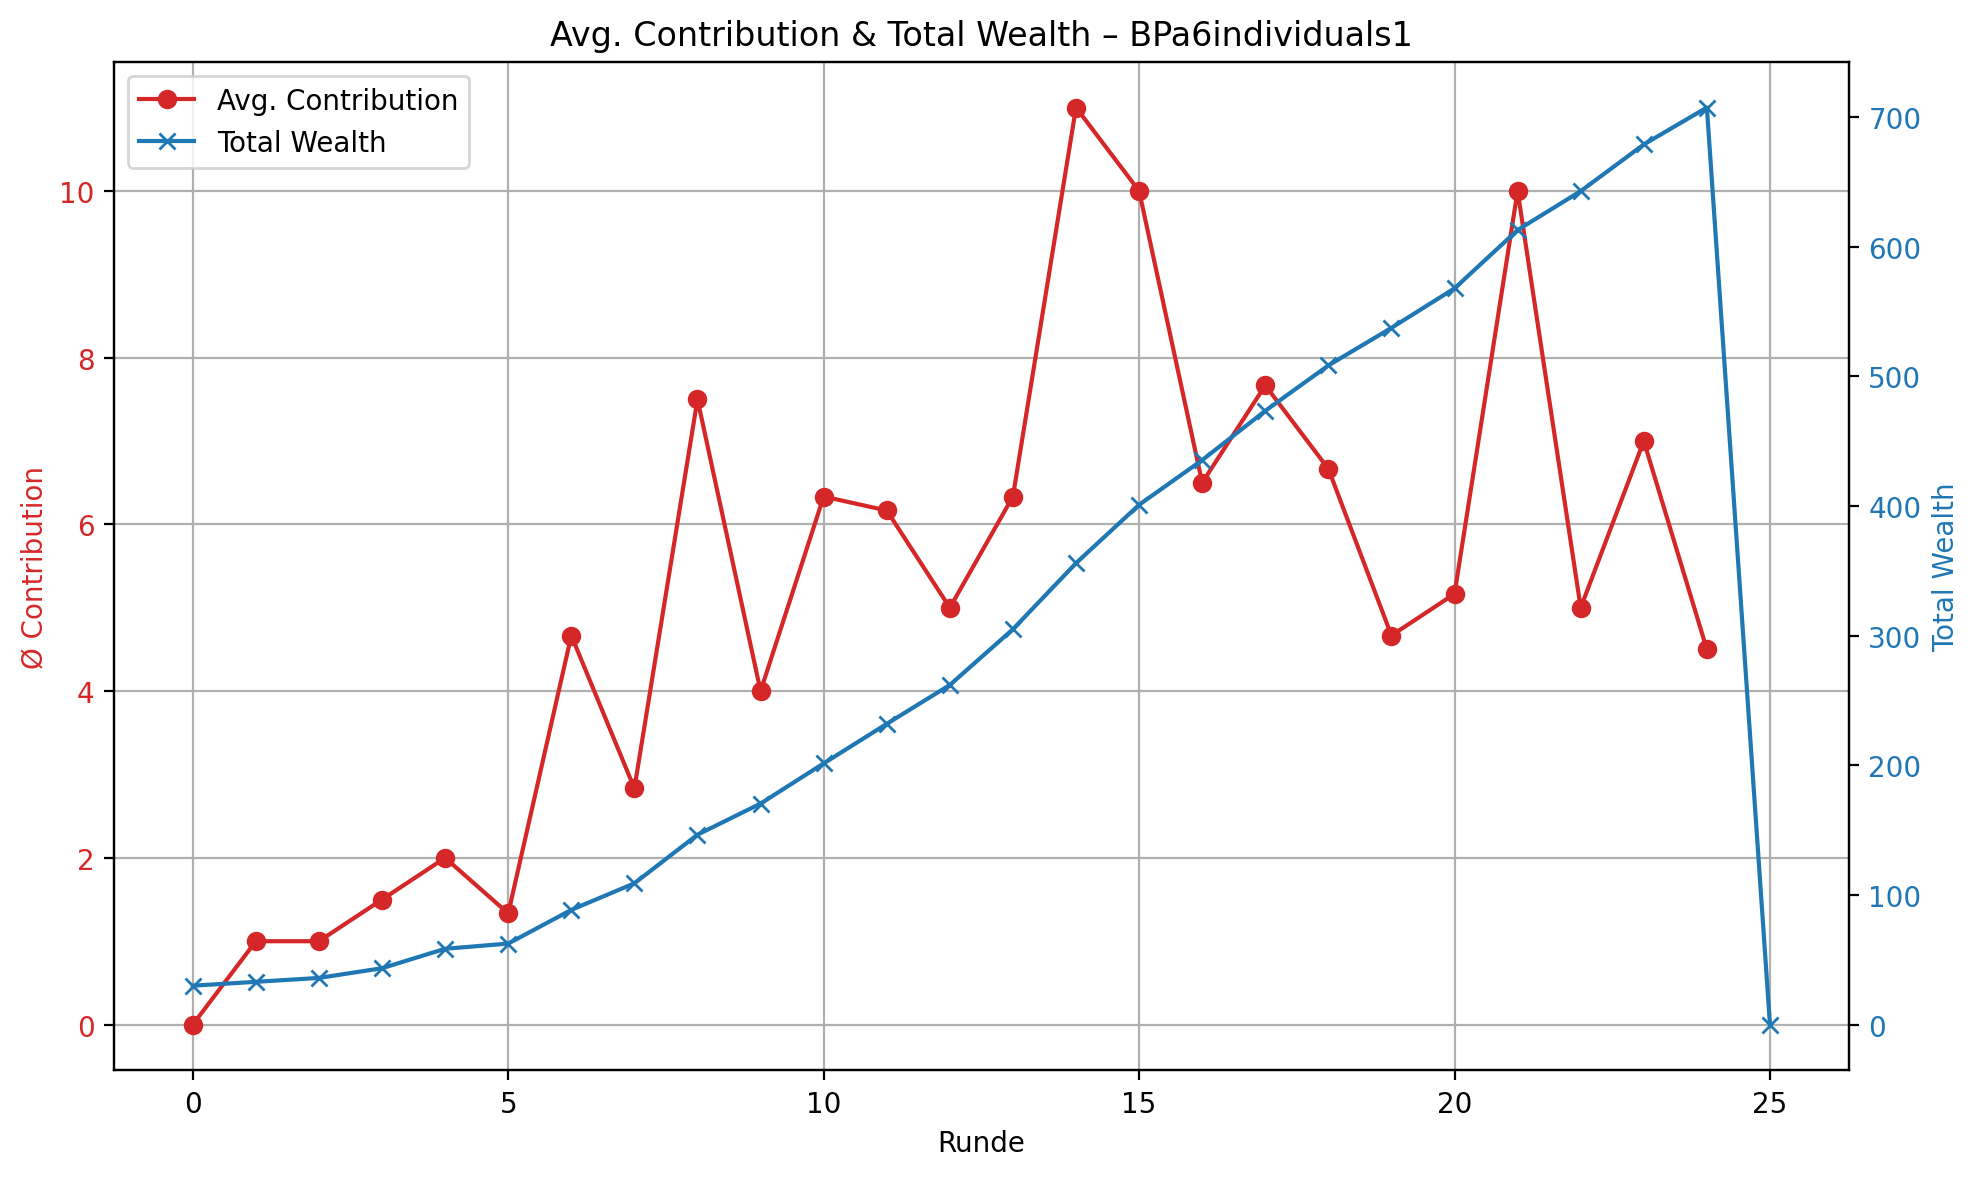 Avg. Contribution & Total Wealth – BPa6individuals1
Avg. Contribution
Total Wealth
Ø Contribution
10
8
6
4
2
0
700
600
500
400
300
200
100
0
Total Wealth
0 5 10 15 20 25
Runde